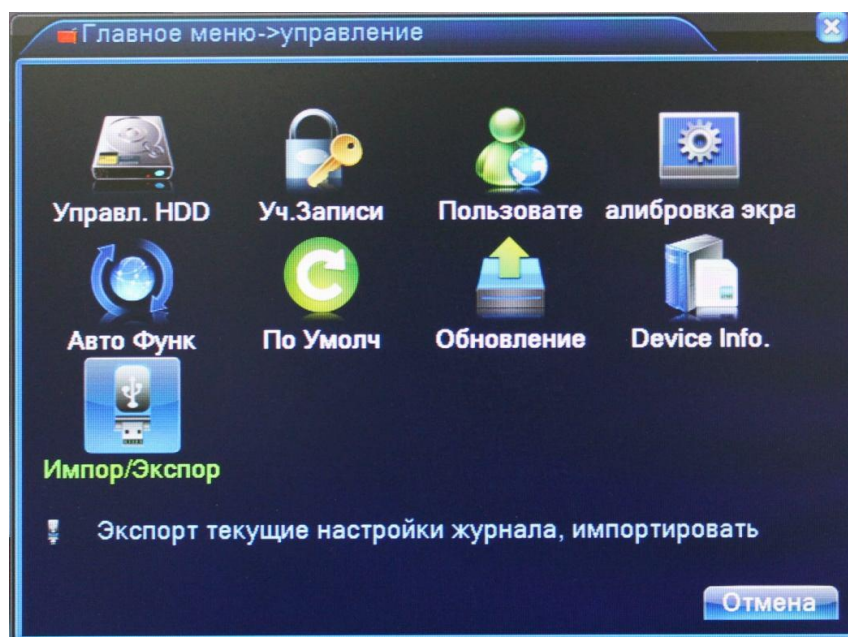 Главное меню->управление
Управл. HDD
Уч.Записи
Пользовате
алибровка экра
Авто Функ
По Умолч
Обновление
Device Info.
Импор/Экспор
Экспорт текущие настройки журнала, импортировать
Отмена